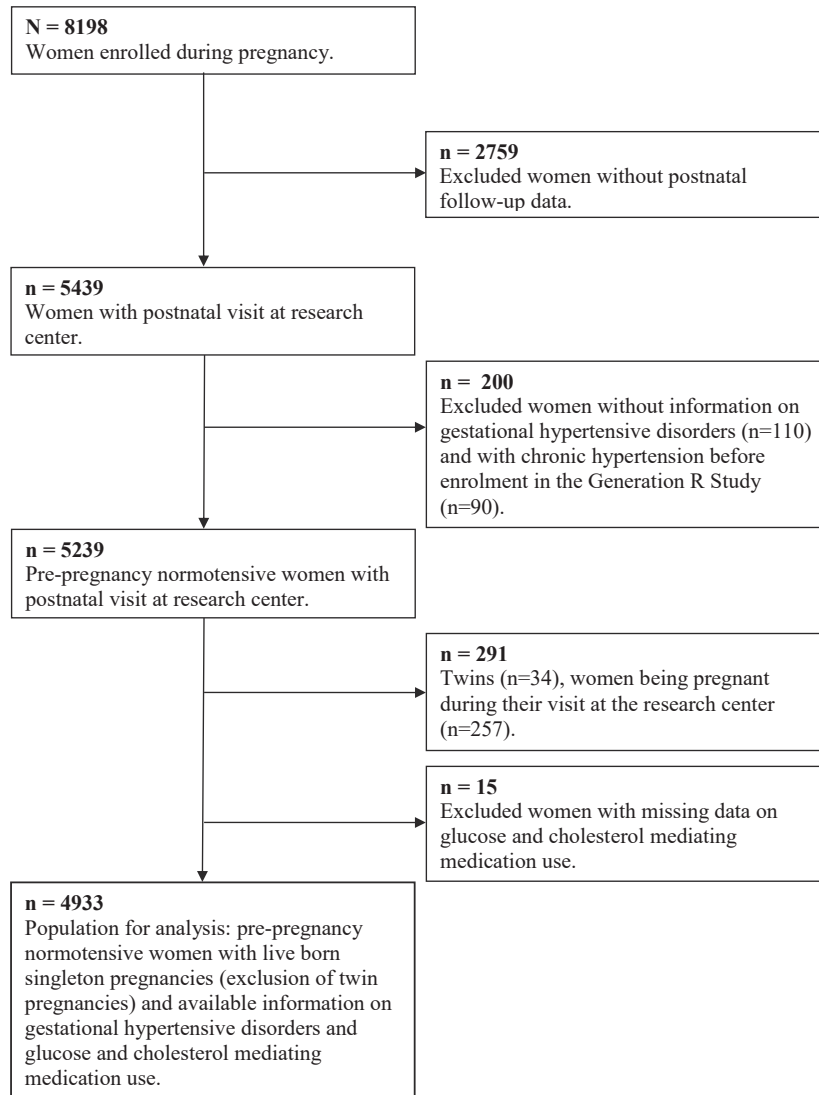 N = 8198
Women enrolled during pregnancy.
n = 2759
Excluded women without postnatal
follow-up data.
n = 5439
Women with postnatal visit at research
center.
n =  200
Excluded women without information on
gestational hypertensive disorders (n=110)
and with chronic hypertension before
enrolment in the Generation R Study
(n=90).
n = 5239
Pre-pregnancy normotensive women with
postnatal visit at research center.
n = 291
Twins (n=34), women being pregnant
during their visit at the research center
(n=257).
n = 15
Excluded women with missing data on
glucose and cholesterol mediating
medication use.
n = 4933
Population for analysis: pre-pregnancy
normotensive women with live born
singleton pregnancies (exclusion of twin
pregnancies) and available information on
gestational hypertensive disorders and
glucose and cholesterol mediating
medication use.